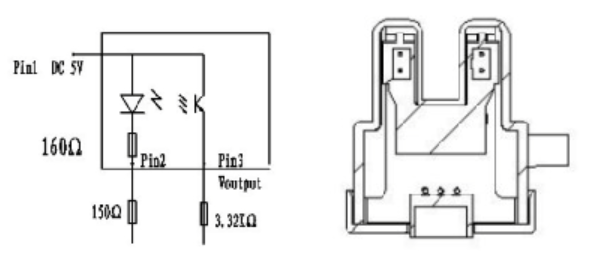 Pin1 DC 5V
160Ω
Pin2
Pin3
Voutput
150Ω
3.32KΩ